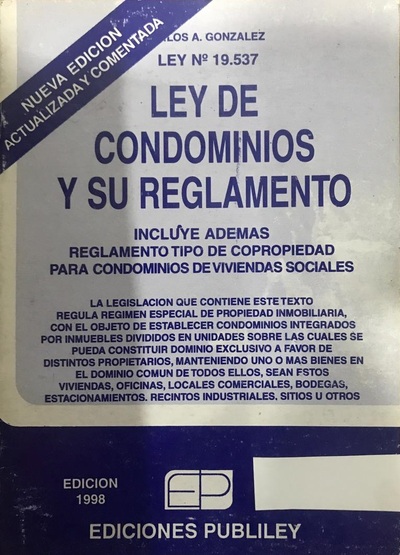 NUEVA EDICION
ACTUALIZADA Y COMENTADA
LOS A. GONZALEZ
LEY Nº 19.537
LEY DE
CONDOMINIOS
Y SU REGLAMENTO
INCLUYE ADEMAS
REGLAMENTO TIPO DE COPROPIEDAD
PARA CONDOMINIOS DE VIVIENDAS SOCIALES
LA LEGISLACION QUE CONTIENE ESTE TEXTO
REGULA REGIMEN ESPECIAL DE PROPIEDAD INMOBILIARIA,
CON EL OBJETO DE ESTABLECER CONDOMINIOS INTEGRADOS
POR INMUEBLES DIVIDIDOS EN UNIDADES SOBRE LAS CUALES SE
PUEDA CONSTITUIR DOMINIO EXCLUSIVO A FAVOR DE
DISTINTOS PROPIETARIOS, MANTENIENDO UNO O MAS BIENES EN
EL DOMINIO COMUN DE TODOS ELLOS, SEAN ESTOS
VIVIENDAS, OFICINAS, LOCALES COMERCIALES, BODEGAS,
ESTACIONAMIENTOS. RECINTOS INDUSTRIALES. SITIOS U OTROS
EDICION
1998
EP
EDICIONES PUBLILEY